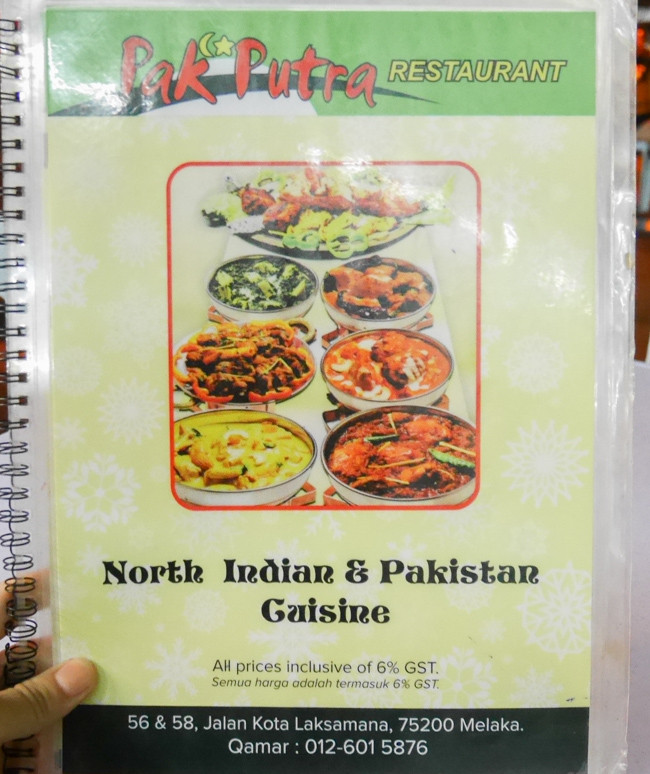 Pak Putra RESTAURANT
North Indian & Pakistan
Cuisine
All prices inclusive of 6% GST.
Semua harga adalah termasuk 6% GST.
56 & 58, Jalan Kota Laksamana, 75200 Melaka.
Qamar : 012-601 5876